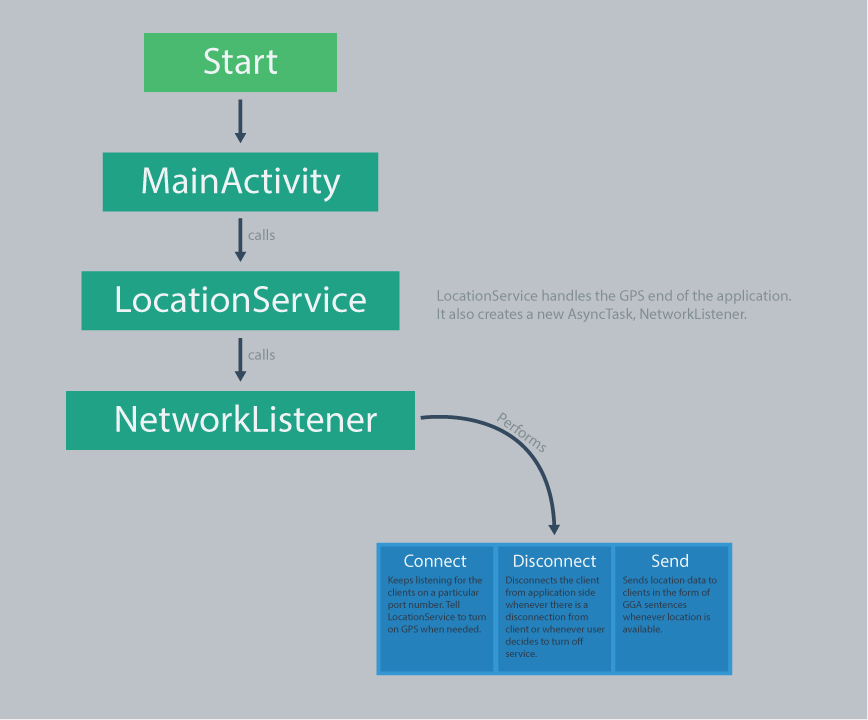 Start
MainActivity
calls
LocationService
LocationService handles the GPS end of the application.
It also creates a new AsyncTask, NetworkListener.
calls
NetworkListener
Performs
Connect
Keeps listening for the
clients on a particular
port number. Tell
LocationService to turn
on GPS when needed.
Disconnect
Disconnects the client
from application side
whenever there is a
disconnection from
client or whenever user
decides to turn off
service.
Send
Sends location data to
clients in the form of
GGA sentences
whenever location is
available.